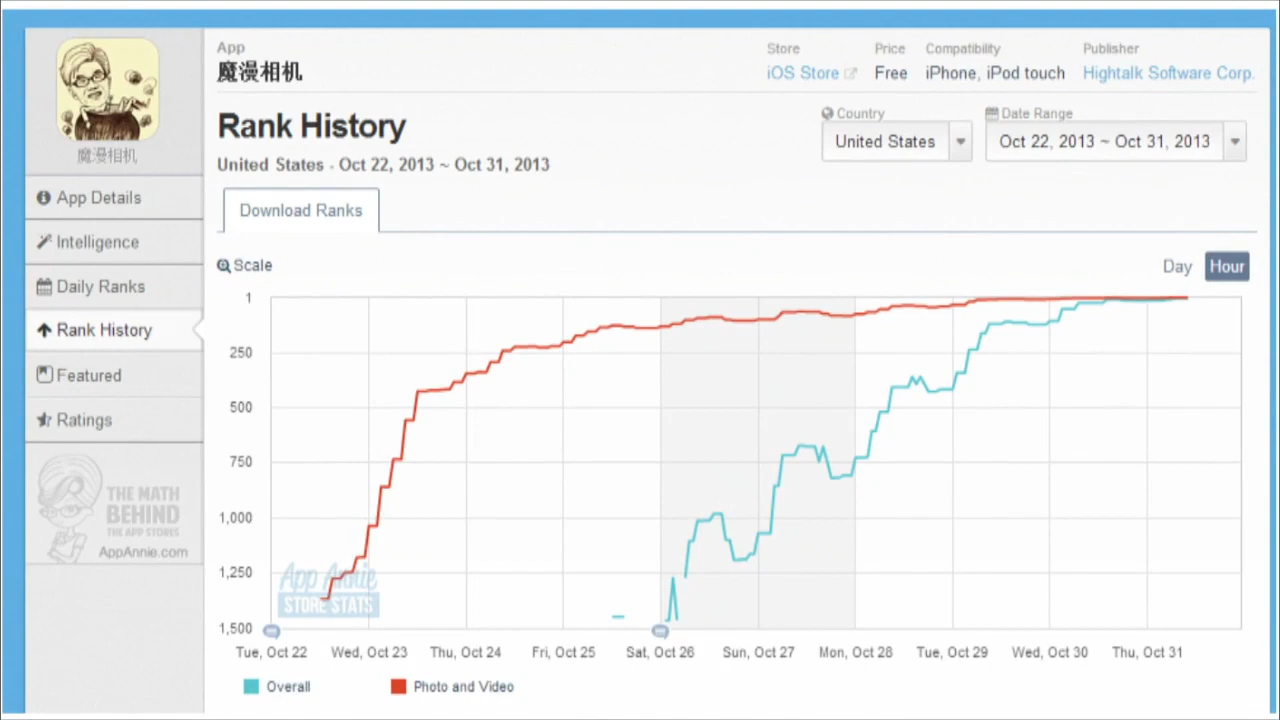 App
魔漫相机
Store
iOS Store
Price
Free
Compatibility
iPhone, iPod touch
Publisher
Hightalk Software Corp.
魔漫相机
App Details
Intelligence
Daily Ranks
Rank History
Featured
Ratings
THE MATH
BEHIND
THE APP STORES
AppAnnie.com
Rank History
United States - Oct 22, 2013 ~ Oct 31, 2013
Country
United States
Date Range
Oct 22, 2013 ~ Oct 31, 2013
Download Ranks
Scale
Day Hour
1
250
500
750
1,000
1,250
1,500
App Annie
STORE STATS
Tue, Oct 22 Wed, Oct 23 Thu, Oct 24 Fri, Oct 25 Sat, Oct 26 Sun, Oct 27 Mon, Oct 28 Tue, Oct 29 Wed, Oct 30 Thu, Oct 31
Overall Photo and Video